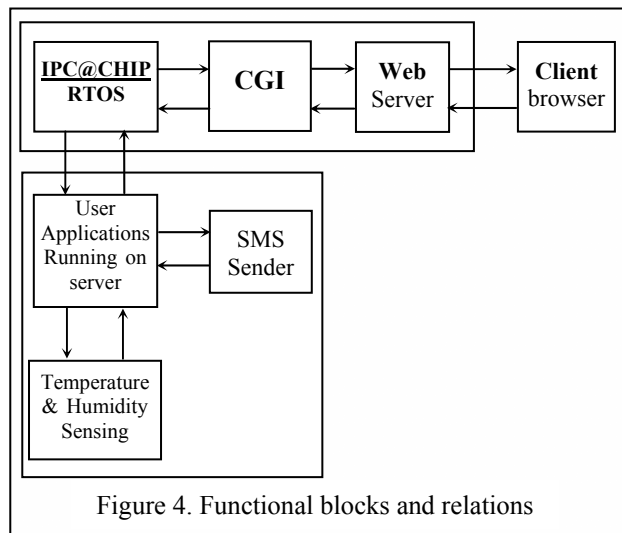 IPC@CHIP
RTOS
CGI
Web
Server
Client
browser
User
Applications
Running on
server
SMS
Sender
Temperature
& Humidity
Sensing
Figure 4. Functional blocks and relations